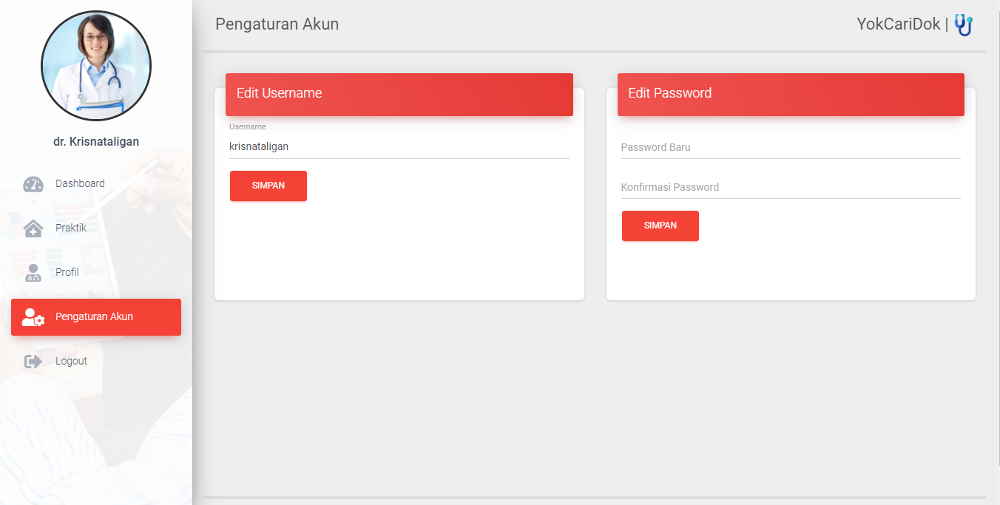 dr. Krisnataligan
Dashboard
Praktik
Profil
Pengaturan Akun
Logout
Pengaturan Akun
YokCariDok |
Edit Username
Username
krisnataligan
SIMPAN
Edit Password
Password Baru
Konfirmasi Password
SIMPAN